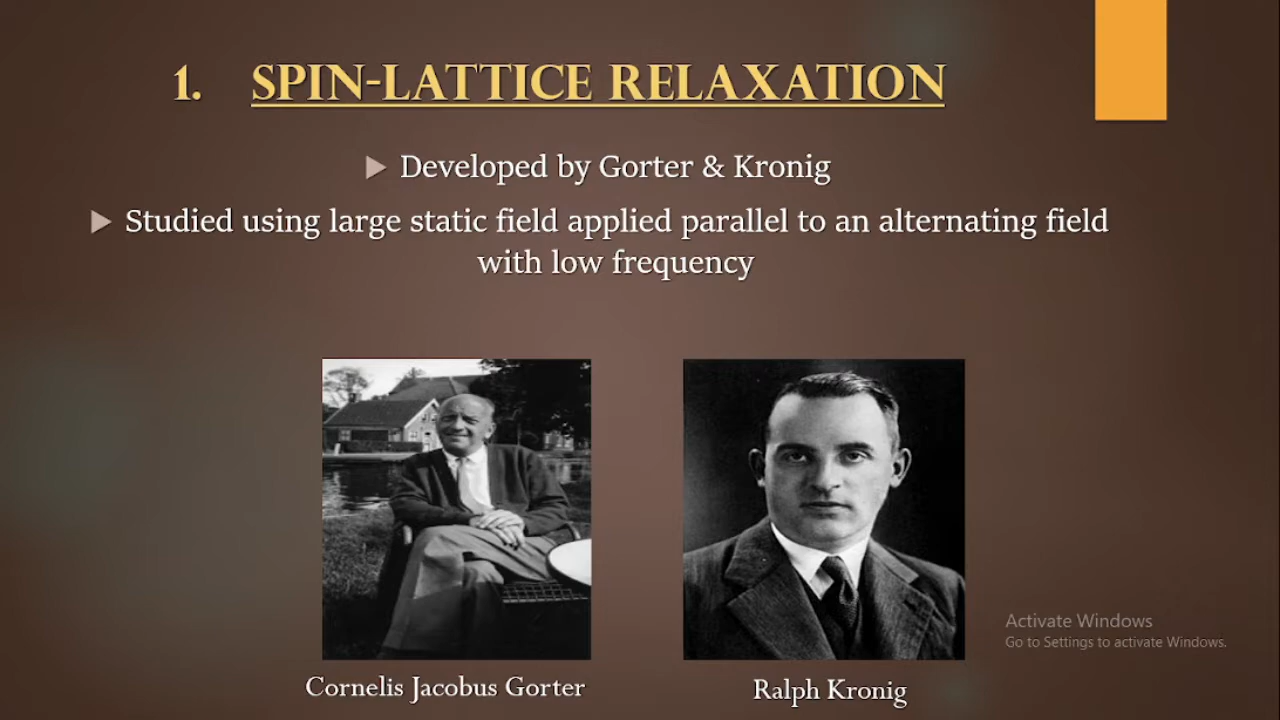 1. SPIN-LATTICE RELAXATION
Developed by Gorter & Kronig
Studied using large static field applied parallel to an alternating field
with low frequency
Activate Windows
Go to Settings to activate Windows.
Cornelis Jacobus Gorter
Ralph Kronig